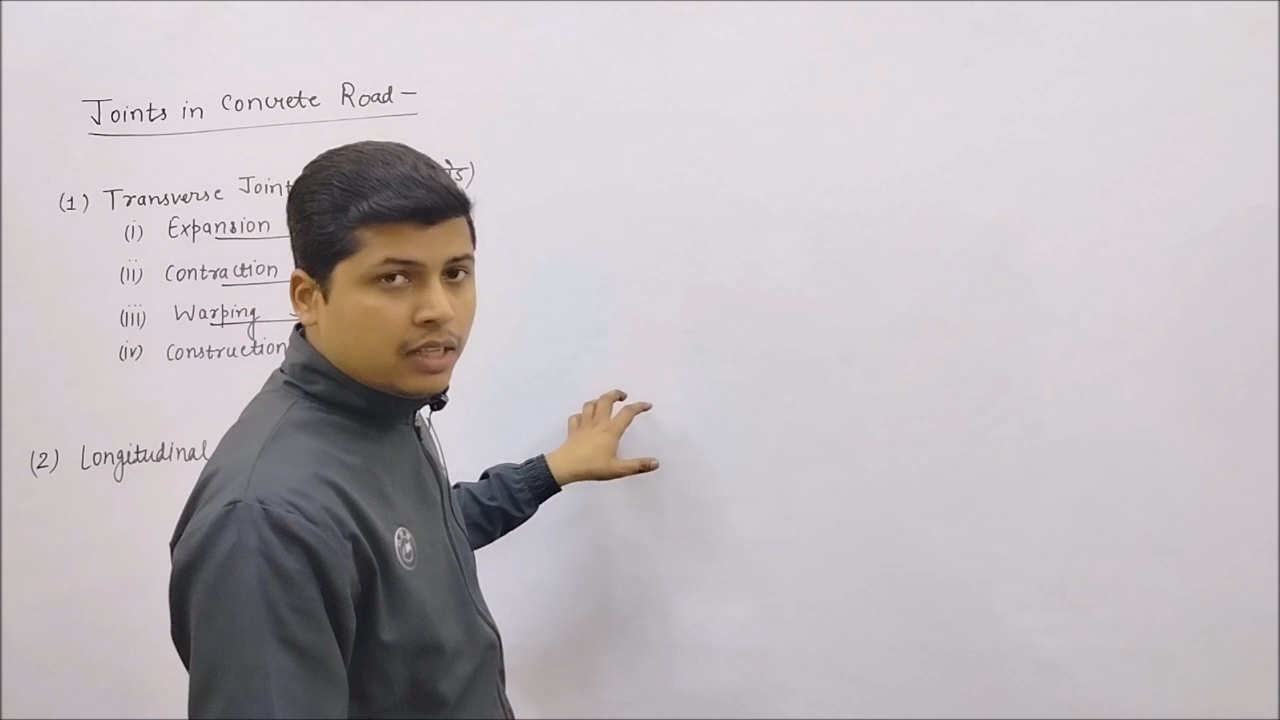 Joints in Concrete Road -
(1) Transverse Joint
(i) Expansion
(ii) Contraction
(iii) Warping
(iv) Construction
(2) Longitudinal